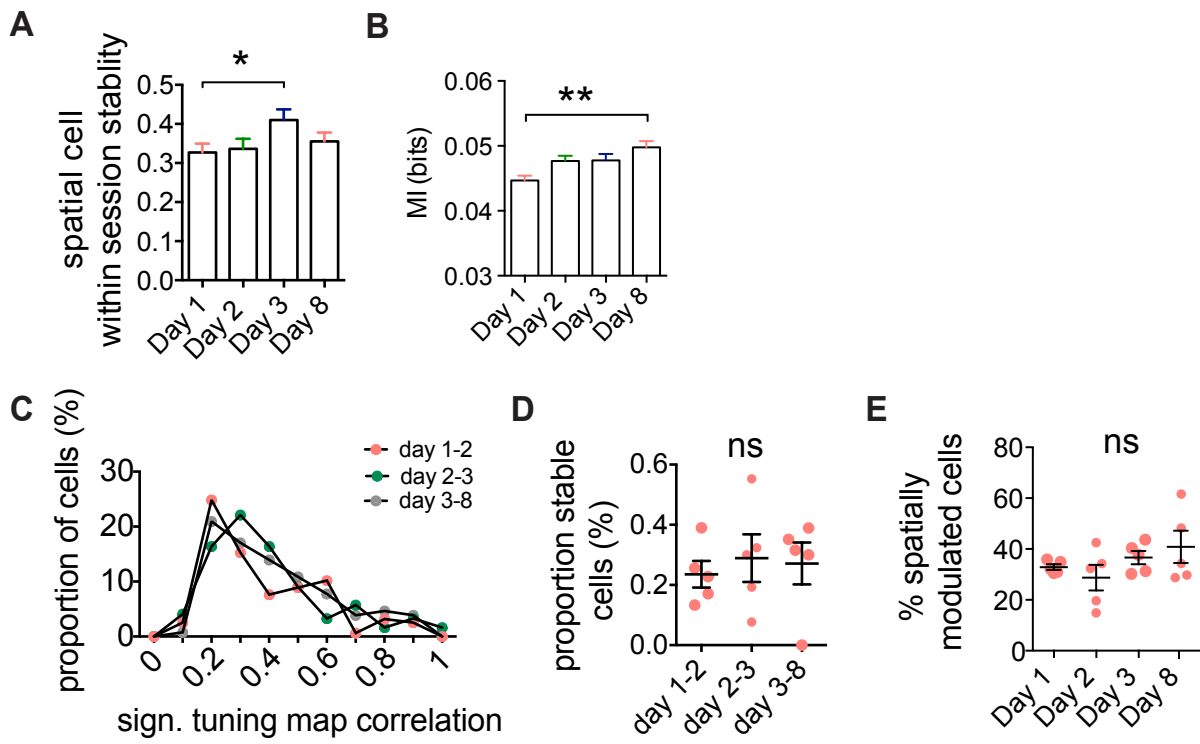 A
spatial cell
within session stablity
*
0.5
0.4
0.3
0.2
0.1
0.0
Day 1
Day 2
Day 3
Day 8
B
MI (bits)
**
0.06
0.05
0.04
0.03
Day 1
Day 2
Day 3
Day 8
C
proportion of cells (%)
30
20
10
0
day 1-2
day 2-3
day 3-8
0
0.2
0.4
0.6
0.8
1
sign. tuning map correlation
D
proportion stable
cells (%)
ns
0.6
0.4
0.2
0.0
day 1-2
day 2-3
day 3-8
E
% spatially
modulated cells
ns
80
60
40
20
0
Day 1
Day 2
Day 3
Day 8